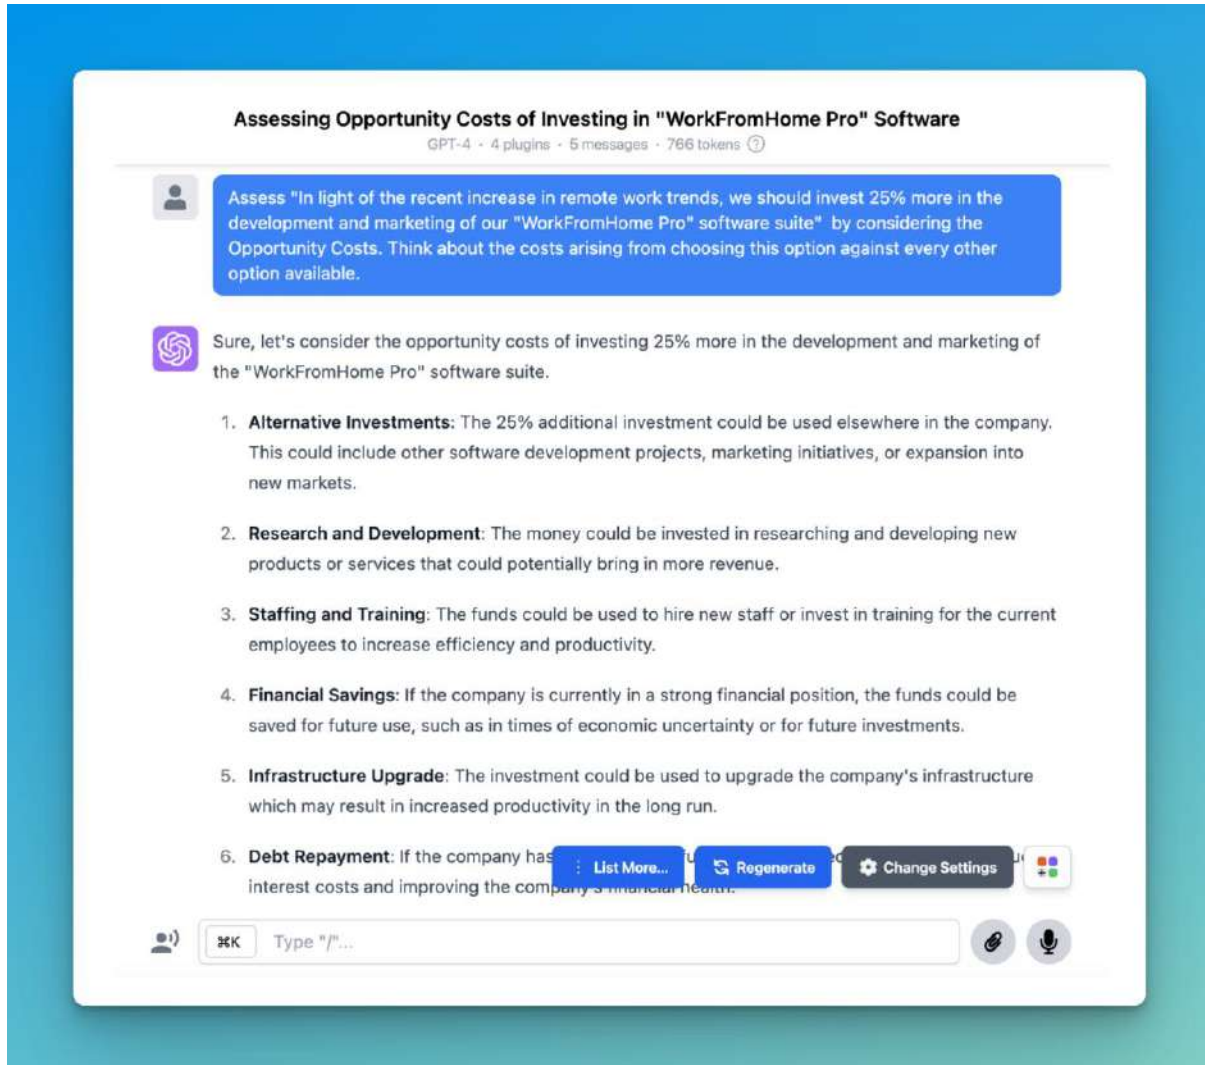 Assessing Opportunity Costs of Investing in "WorkFromHome Pro" Software
GPT-4 · 4 plugins · 5 messages · 766 tokens ?
Assess "In light of the recent increase in remote work trends, we should invest 25% more in the
development and marketing of our "WorkFromHome Pro" software suite"  by considering the
Opportunity Costs. Think about the costs arising from choosing this option against every other
option available.
Sure, let's consider the opportunity costs of investing 25% more in the development and marketing of
the "WorkFromHome Pro" software suite.
1. Alternative Investments: The 25% additional investment could be used elsewhere in the company.
This could include other software development projects, marketing initiatives, or expansion into
new markets.
2. Research and Development: The money could be invested in researching and developing new
products or services that could potentially bring in more revenue.
3. Staffing and Training: The funds could be used to hire new staff or invest in training for the current
employees to increase efficiency and productivity.
4. Financial Savings: If the company is currently in a strong financial position, the funds could be
saved for future use, such as in times of economic uncertainty or for future investments.
5. Infrastructure Upgrade: The investment could be used to upgrade the company's infrastructure
which may result in increased productivity in the long run.
6. Debt Repayment: If the company has
List More...
Regenerate
Change Settings
interest costs and improving the company's financial health.
⌘K Type "/"...